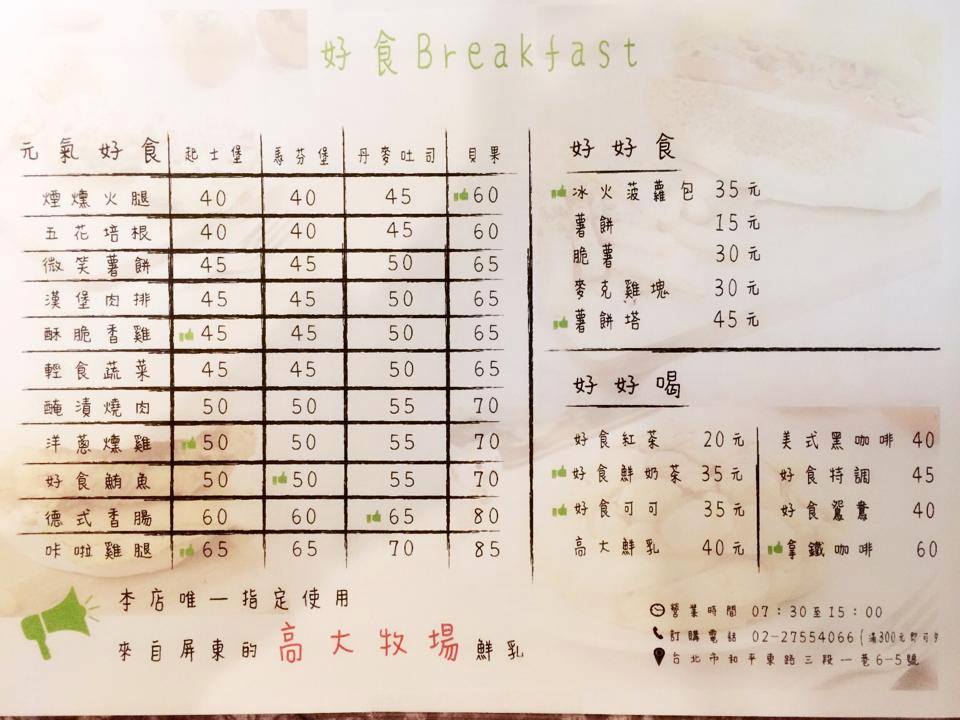 好食Breakfast
元氣好食 起士堡 馬芬堡 丹麥吐司 貝果
煙燻火腿 40 40 45 60
五花培根 40 40 45 60
微笑薯餅 45 45 50 65
漢堡肉排 45 45 50 65
酥脆香雞 45 45 50 65
輕食蔬菜 45 45 50 65
醃漬燒肉 50 50 55 70
洋蔥燻雞 50 50 55 70
好食鮪魚 50 50 55 70
德式香腸 60 60 65 80
咔啦雞腿 65 65 70 85
本店唯一指定使用
來自屏東的高大牧場鮮乳
好好食
冰火菠蘿包 35元
薯餅 15元
脆薯 30元
麥克雞塊 30元
薯餅塔 45元
好好喝
好食紅茶 20元
好食鮮奶茶 35元
好食可可 35元
高大鮮乳 40元
美式黑咖啡 40
好食特調 45
好食鴛鴦 40
拿鐵咖啡 60
營業時間 07:30至15:00
訂購電話 02-27554066(滿300元即可
台北市和平東路三段一巷6-5號